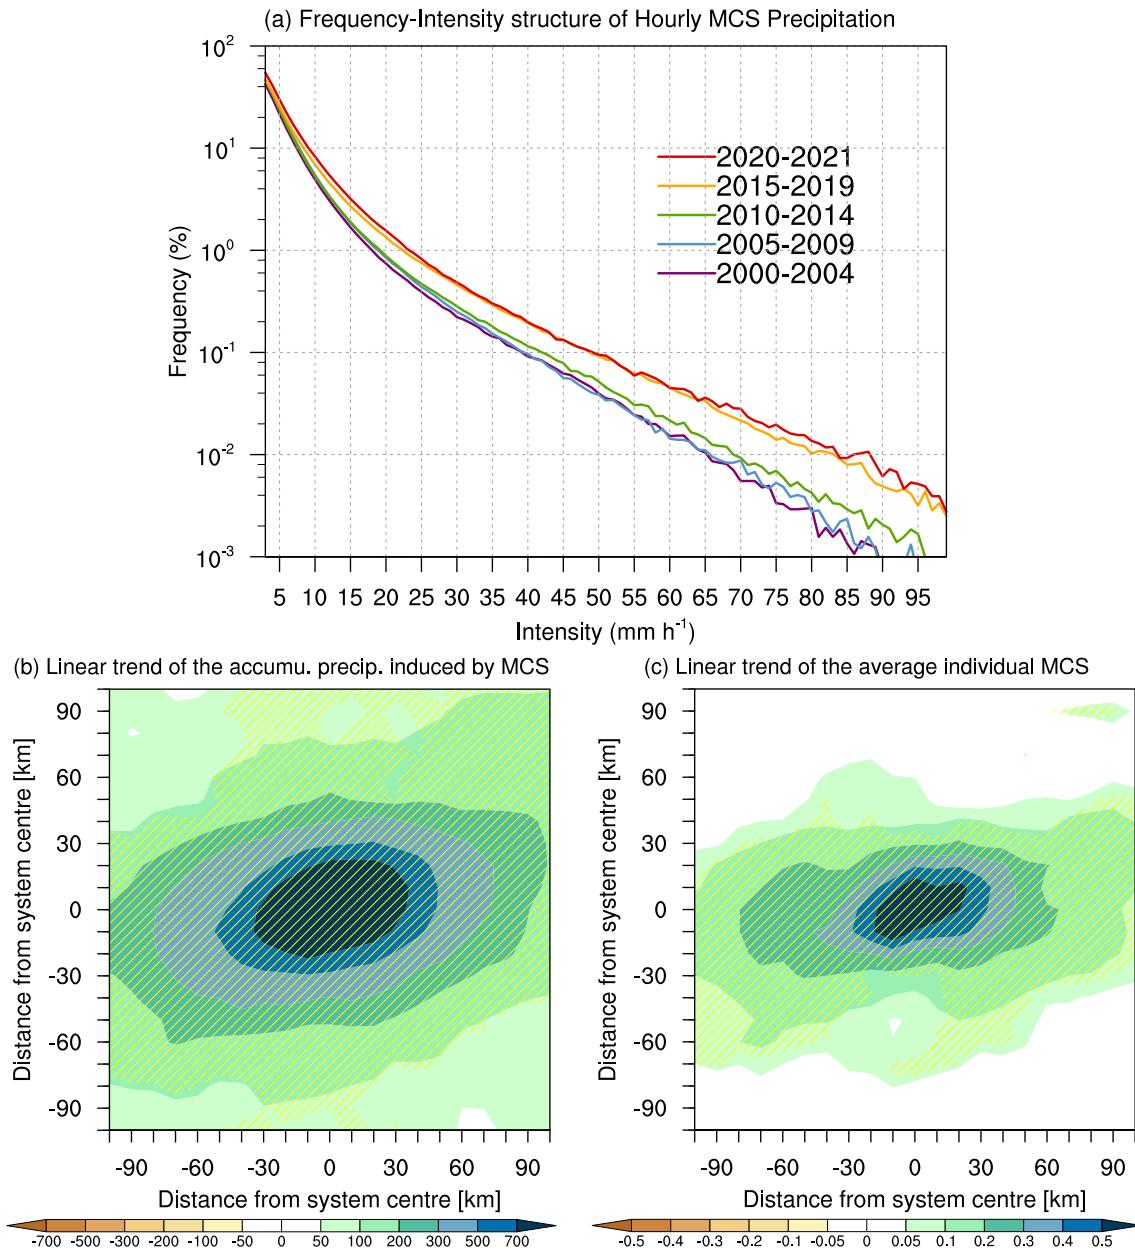 (a) Frequency-Intensity structure of Hourly MCS Precipitation
10^2
10^1
10^0
10^-1
10^-2
10^-3
Frequency (%)
2020-2021
2015-2019
2010-2014
2005-2009
2000-2004
5 10 15 20 25 30 35 40 45 50 55 60 65 70 75 80 85 90 95
Intensity (mm h^-1)
(b) Linear trend of the accumu. precip. induced by MCS
90
60
30
0
-30
-60
-90
Distance from system centre [km]
-90 -60 -30 0 30 60 90
Distance from system centre [km]
-700 -500 -300 -200 -100 -50 0 50 100 200 300 500 700
(c) Linear trend of the average individual MCS
90
60
30
0
-30
-60
-90
Distance from system centre [km]
-90 -60 -30 0 30 60 90
Distance from system centre [km]
-0.5 -0.4 -0.3 -0.2 -0.1 -0.05 0 0.05 0.1 0.2 0.3 0.4 0.5